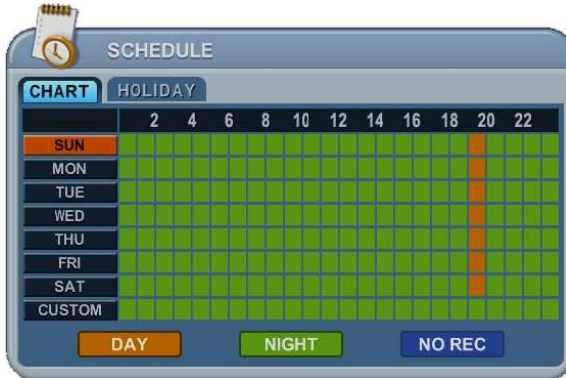 SCHEDULE
CHART HOLIDAY
2 4 6 8 10 12 14 16 18 20 22
SUN
MON
TUE
WED
THU
FRI
SAT
CUSTOM
DAY NIGHT NO REC